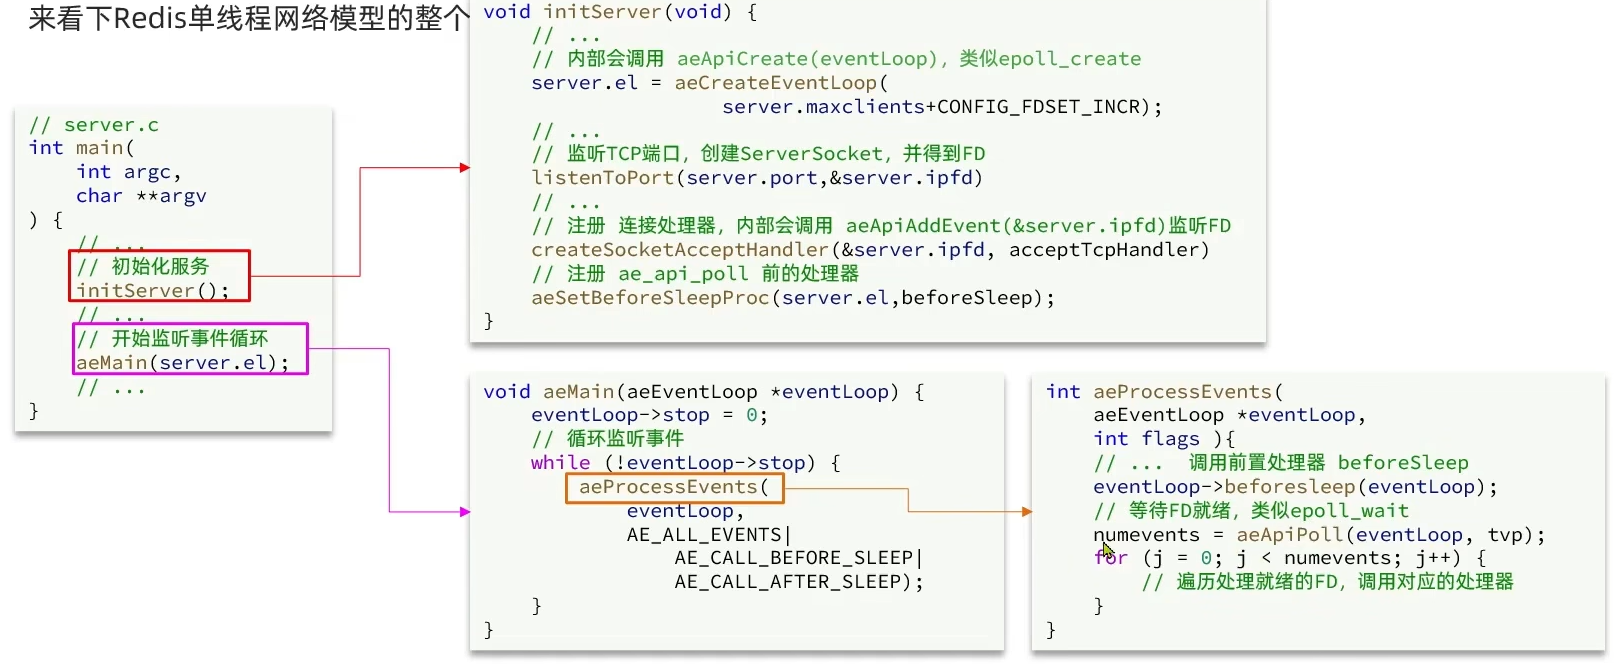 来看下Redis单线程网络模型的整个
// server.c
int main(
int argc,
char **argv
) {
// ...
// 初始化服务
initServer();
// ...
// 开始监听事件循环
aeMain(server.el);
// ...
}
void initServer(void) {
// ...
// 内部会调用 aeApiCreate(eventLoop)，类似epoll_create
server.el = aeCreateEventLoop(
server.maxclients+CONFIG_FDSET_INCR);
// ...
// 监听TCP端口，创建ServerSocket，并得到FD
listenToPort(server.port,&server.ipfd)
// ...
// 注册 连接处理器，内部会调用 aeApiAddEvent(&server.ipfd)监听FD
createSocketAcceptHandler(&server.ipfd, acceptTcpHandler)
// 注册 ae_api_poll 前的处理器
aeSetBeforeSleepProc(server.el,beforeSleep);
}
void aeMain(aeEventLoop *eventLoop) {
eventLoop->stop = 0;
// 循环监听事件
while (!eventLoop->stop) {
aeProcessEvents(
eventLoop,
AE_ALL_EVENTS|
AE_CALL_BEFORE_SLEEP|
AE_CALL_AFTER_SLEEP);
}
}
int aeProcessEvents(
aeEventLoop *eventLoop,
int flags ){
// ... 调用前置处理器 beforeSleep
eventLoop->beforesleep(eventLoop);
// 等待FD就绪，类似epoll_wait
numevents = aeApiPoll(eventLoop, tvp);
for (j = 0; j < numevents; j++) {
// 遍历处理就绪的FD，调用对应的处理器
}
}